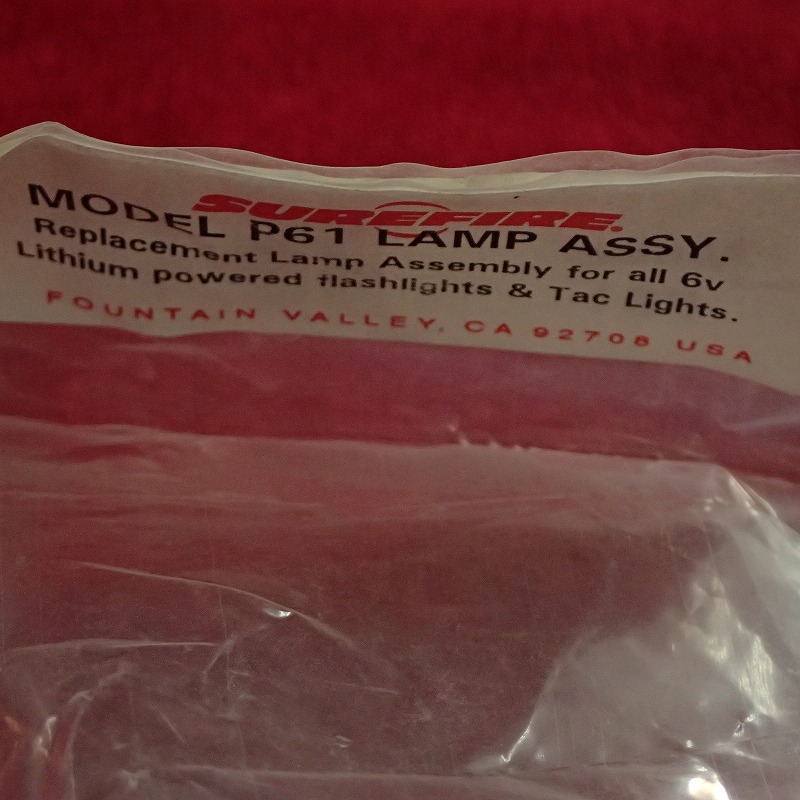 SUREFIRE.
MODEL P61 LAMP ASSY.
Replacement Lamp Assembly for all 6v
Lithium powered flashlights & Tac Lights.
FOUNTAIN VALLEY, CA 92708 USA